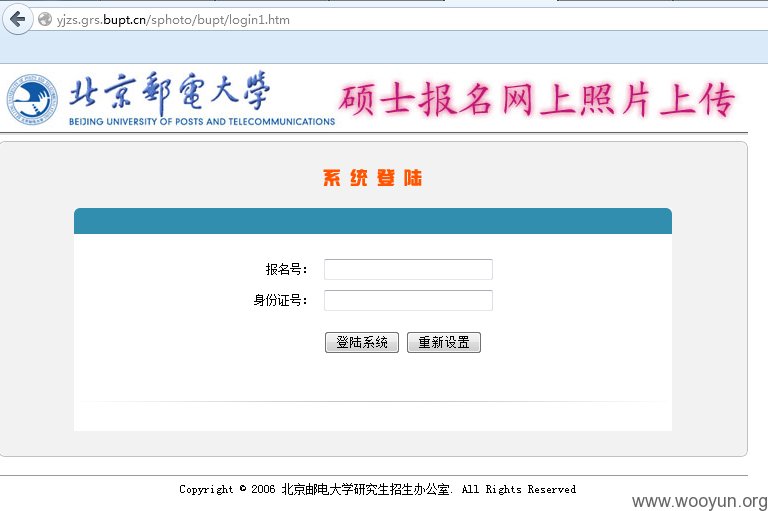 yjzs.grs.bupt.cn/sphoto/bupt/login1.htm
北京郵電大學
BEIJING UNIVERSITY OF POSTS AND TELECOMMUNICATIONS
硕士报名网上照片上传
系统登陆
报名号：
身份证号：
登陆系统 重新设置
Copyright © 2006 北京邮电大学研究生招生办公室. All Rights Reserved
www.wooyun.org